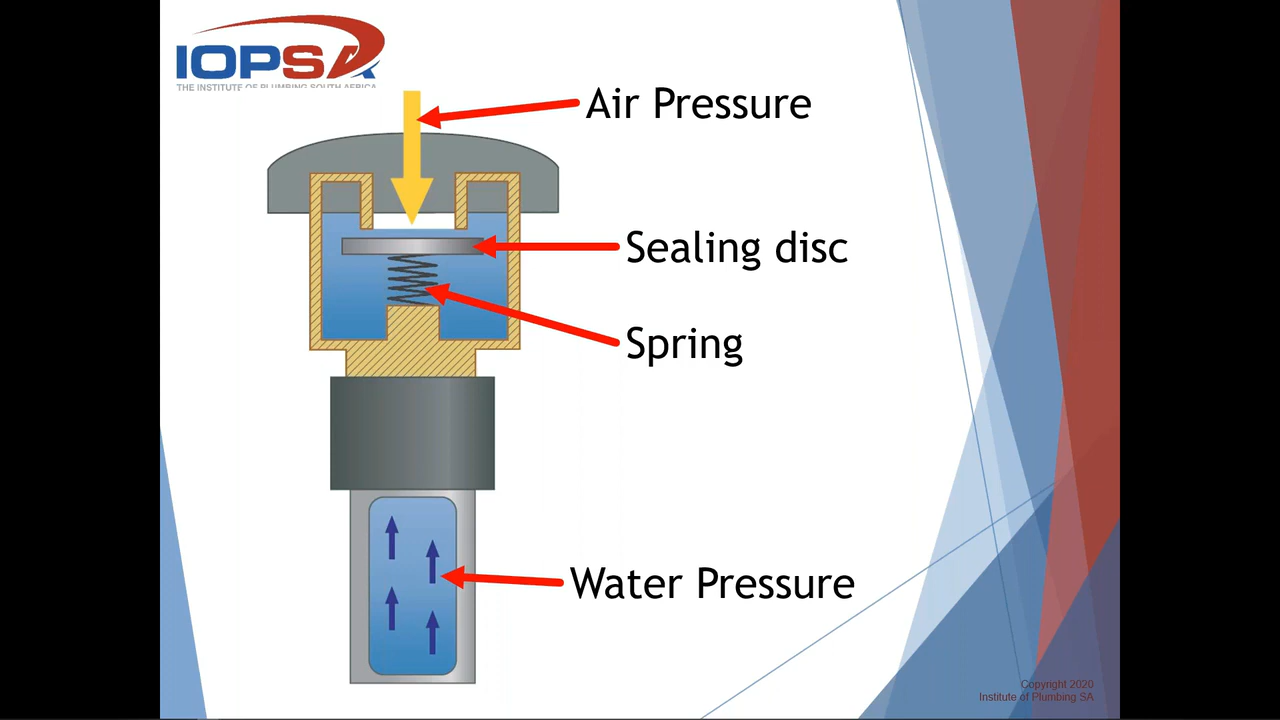 IOPSA
THE INSTITUTE OF PLUMBING SOUTH AFRICA
Air Pressure
Sealing disc
Spring
Water Pressure
Copyright 2020
Institute of Plumbing SA